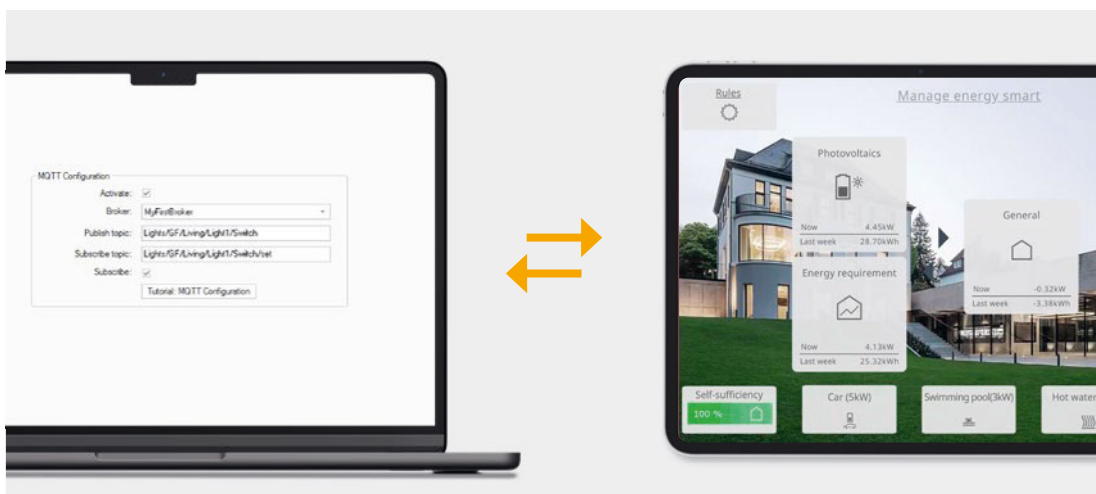 MQTT Configuration
Activate:
Broker: MyFirstBroker
Publish topic: Lights/GF/Living/Light1/Switch
Subscribe topic: Lights/GF/Living/Light1/Switch/set
Subscribe:
Tutorial: MQTT Configuration
Rules
Manage energy smart
Photovoltaics
Now 4.45kW
Last week 28.70kWh
Energy requirement
Now 4.13kW
Last week 25.32kWh
General
Now -0.32kW
Last week -3.38kWh
Self-sufficiency
100 %
Car (5kW)
Swimming pool(3kW)
Hot water